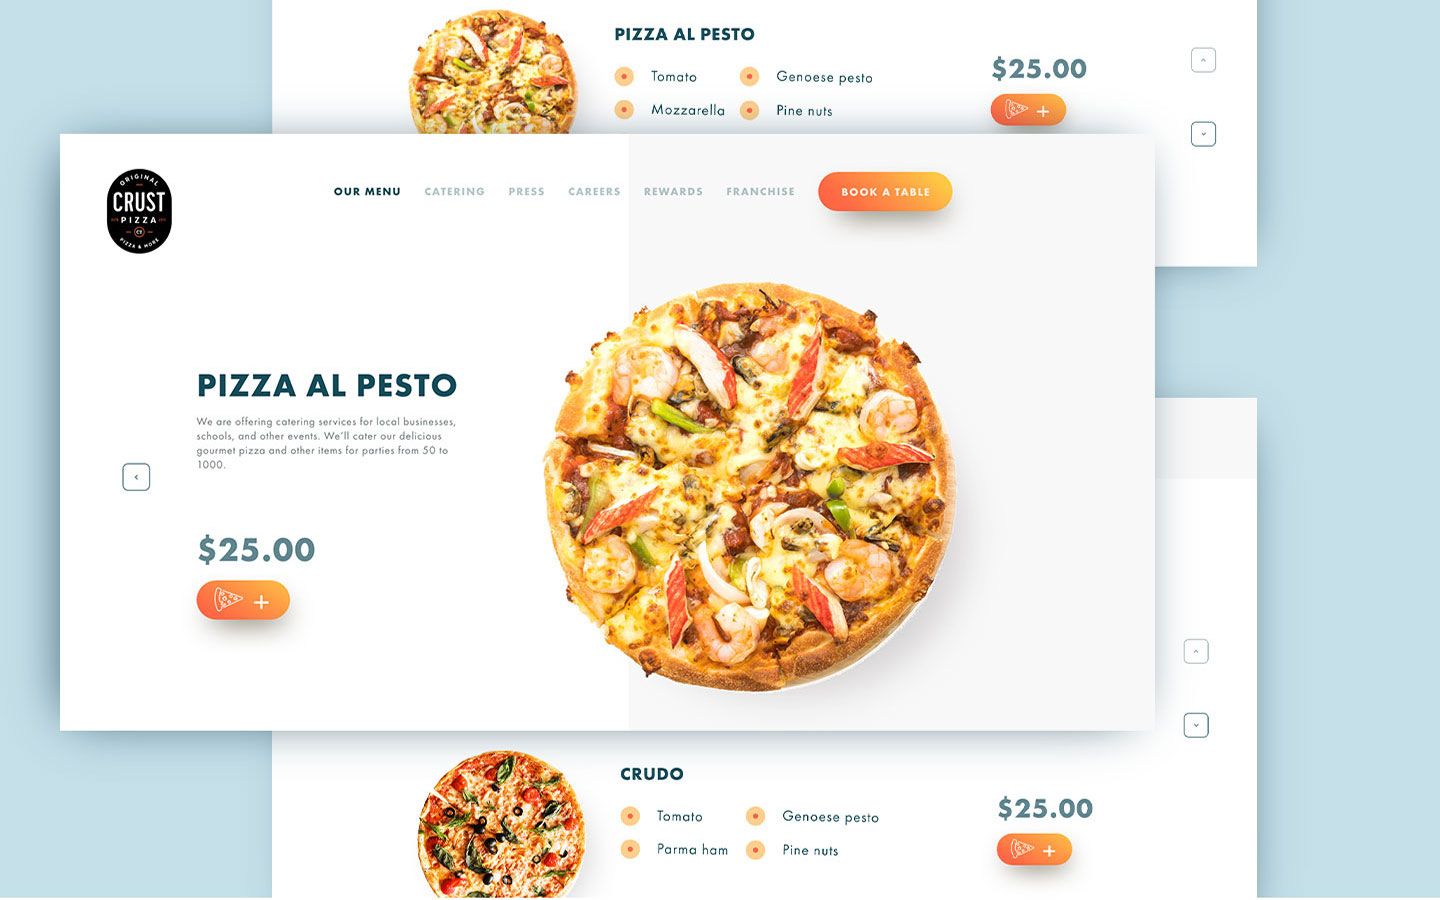 PIZZA AL PESTO
Tomato
Genoese pesto
Mozzarella
Pine nuts
$25.00
+
ORIGINAL
CRUST
PIZZA
CO
PIZZA & MORE
OUR MENU
CATERING
PRESS
CAREERS
REWARDS
FRANCHISE
BOOK A TABLE
PIZZA AL PESTO
We are offering catering services for local businesses,
schools, and other events. We'll cater our delicious
gourmet pizza and other items for parties from 50 to
1000.
$25.00
+
CRUDO
Tomato
Genoese pesto
Parma ham
Pine nuts
$25.00
+